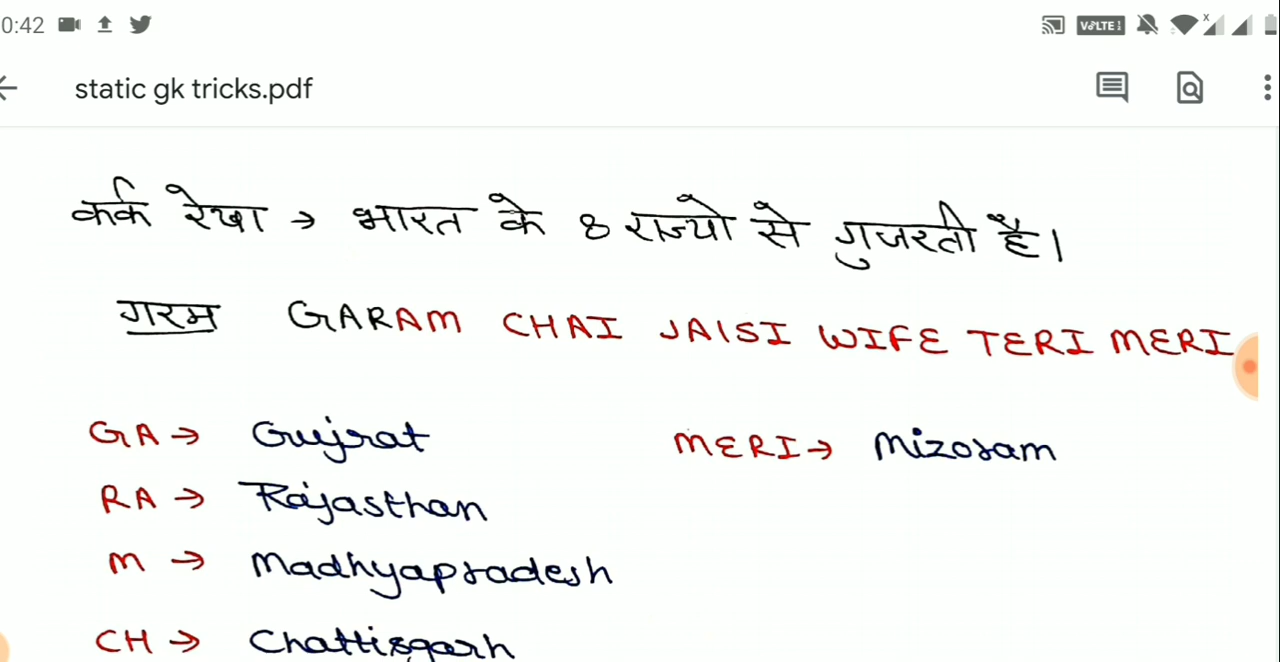 0:42
VoLTE
static gk tricks.pdf
कर्क रेखा → भारत के 8 राज्यो से गुजरती है।
गरम GARAM CHAI JAISI WIFE TERI MERI
GA → Gujrat
RA → Rajasthan
M → Madhyapradesh
CH → Chattisgarh
MERI → Mizoram